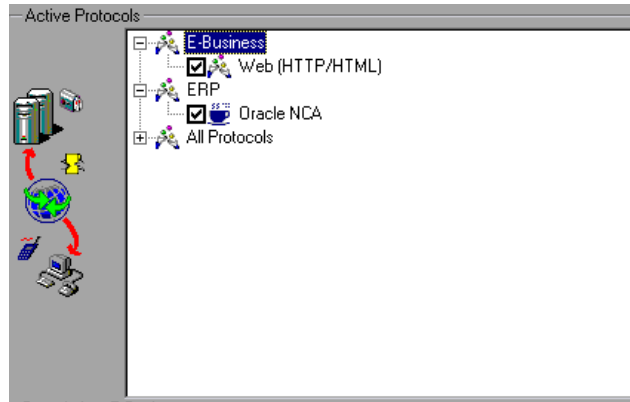 Active Protocols
E-Business
Web (HTTP/HTML)
ERP
Oracle NCA
All Protocols